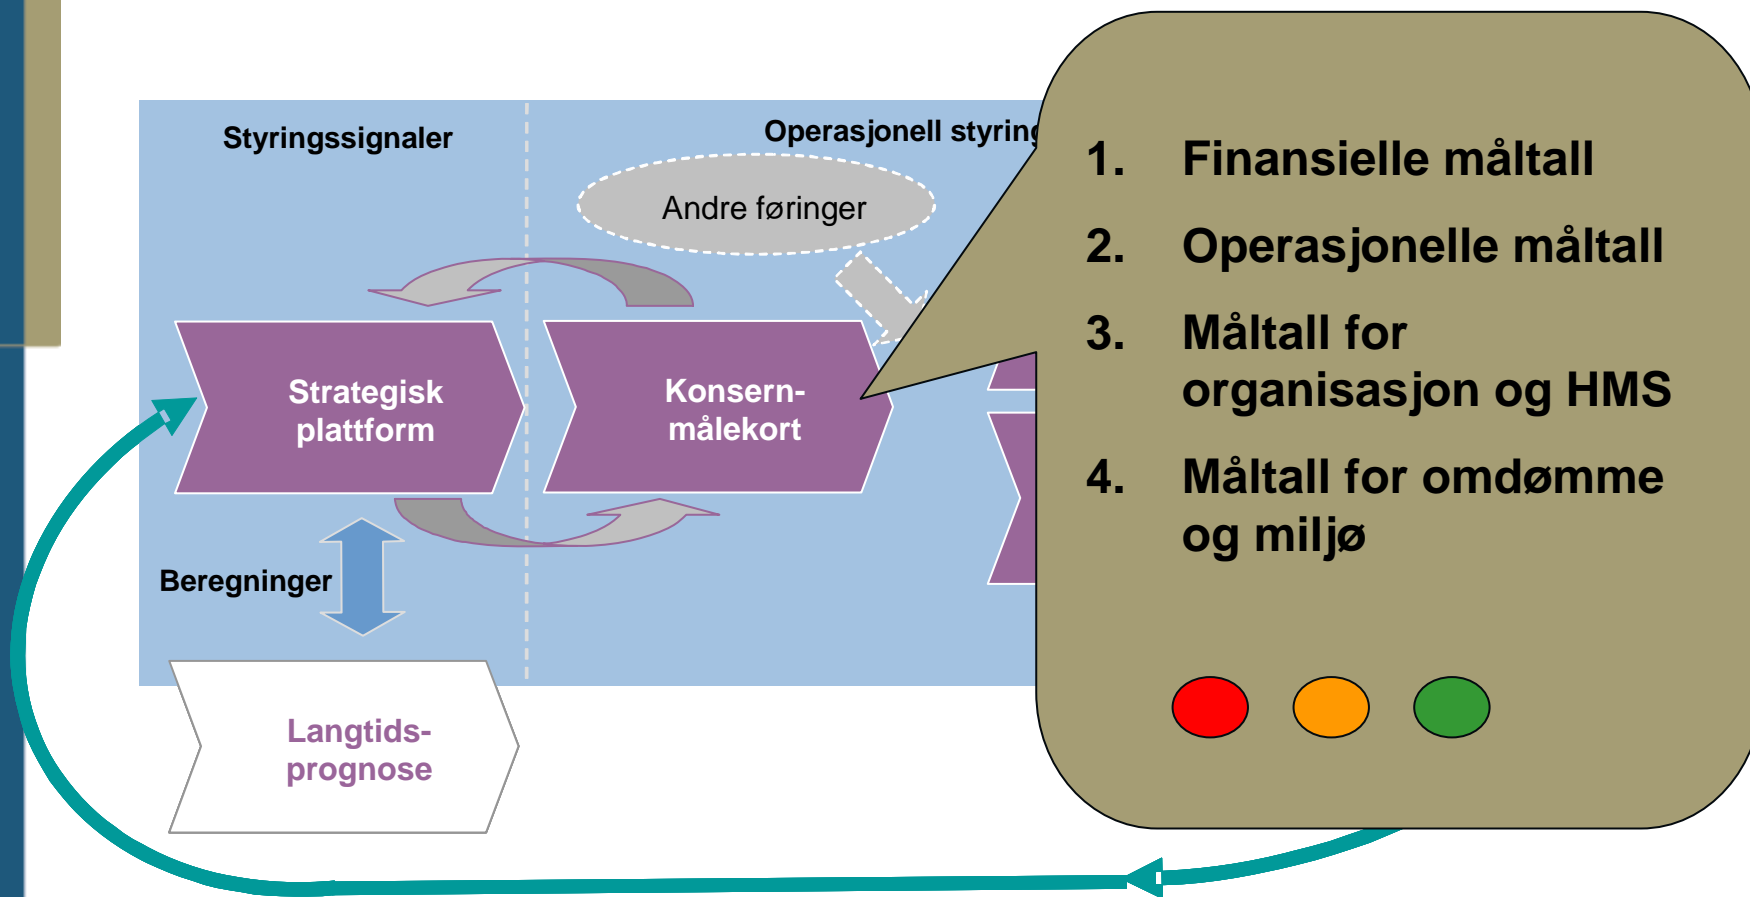 Styringssignaler
Operasjonell styring
Andre føringer
Strategisk
plattform
Konsern-
målekort
Beregninger
Langtids-
prognose
1. Finansielle måltall
2. Operasjonelle måltall
3. Måltall for
organisasjon og HMS
4. Måltall for omdømme
og miljø